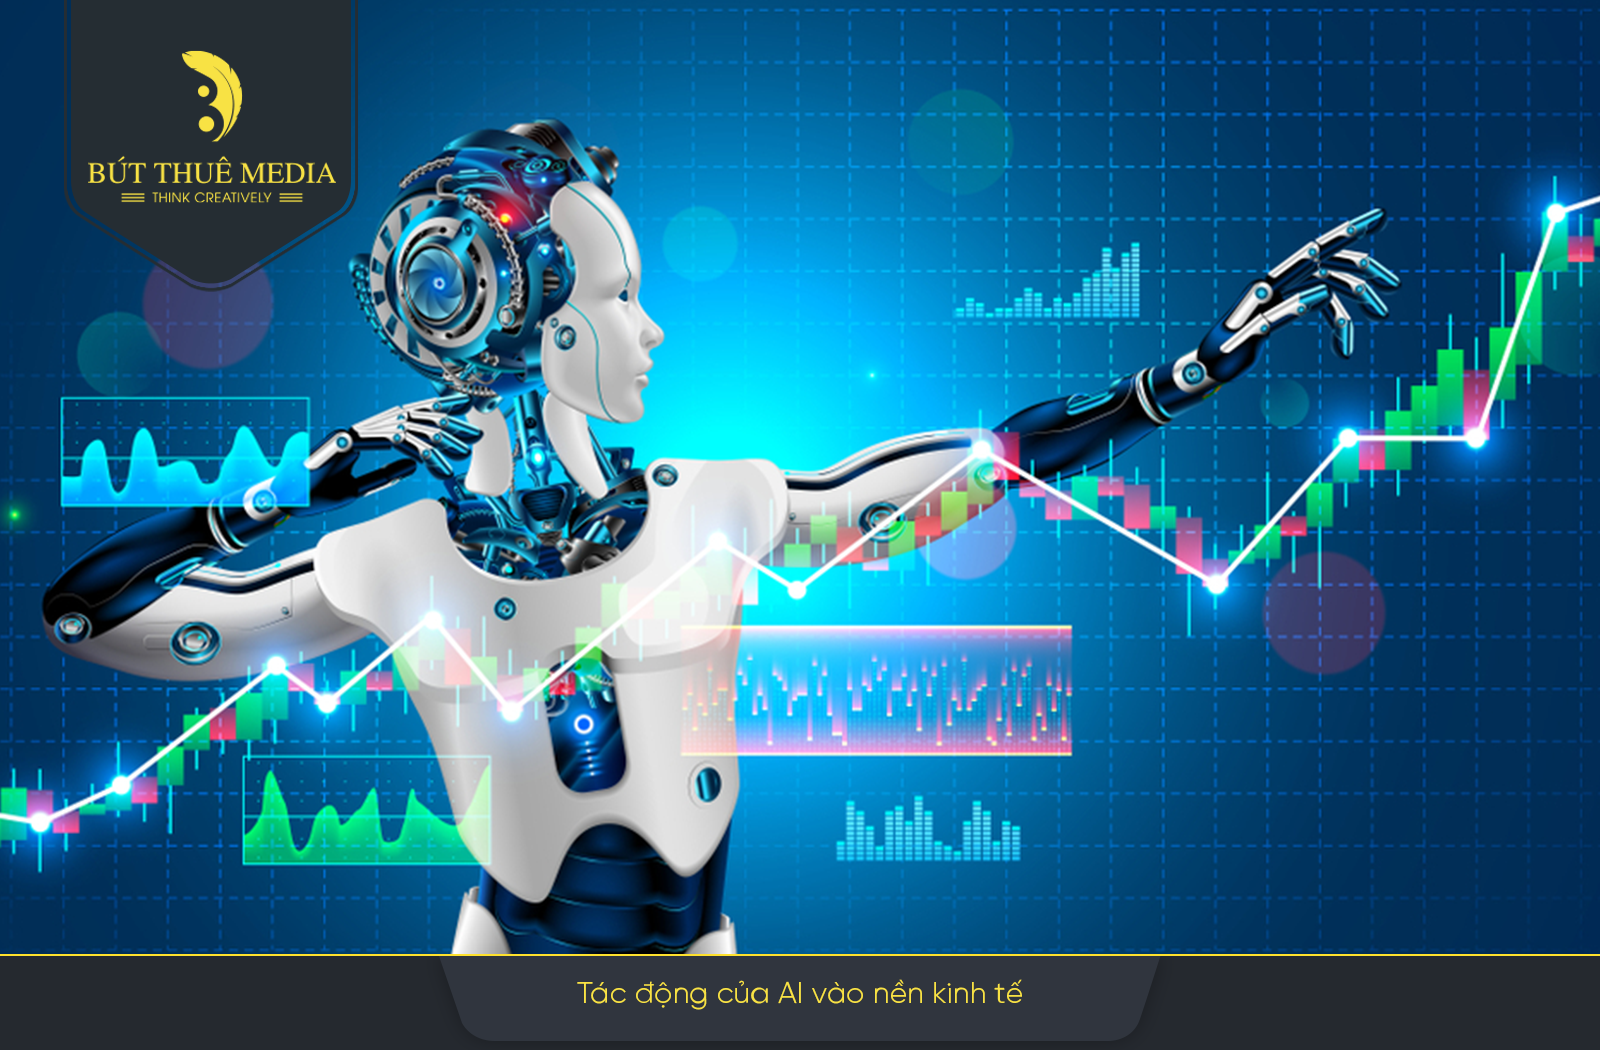 BÚT THUÊ MEDIA
THINK CREATIVELY
Tác động của AI vào nền kinh tế